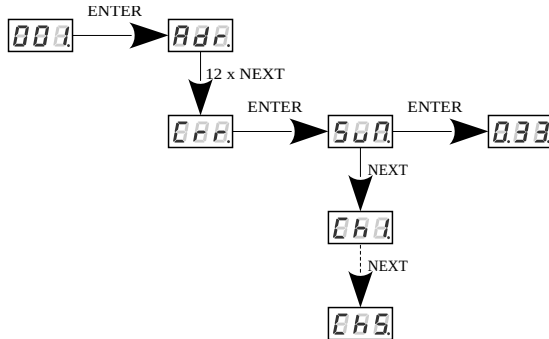 ENTER
001. Adr.
12 x NEXT
ENTER ENTER
Crr. SuM. 0.33.
NEXT
Ch1.
NEXT
Ch5.